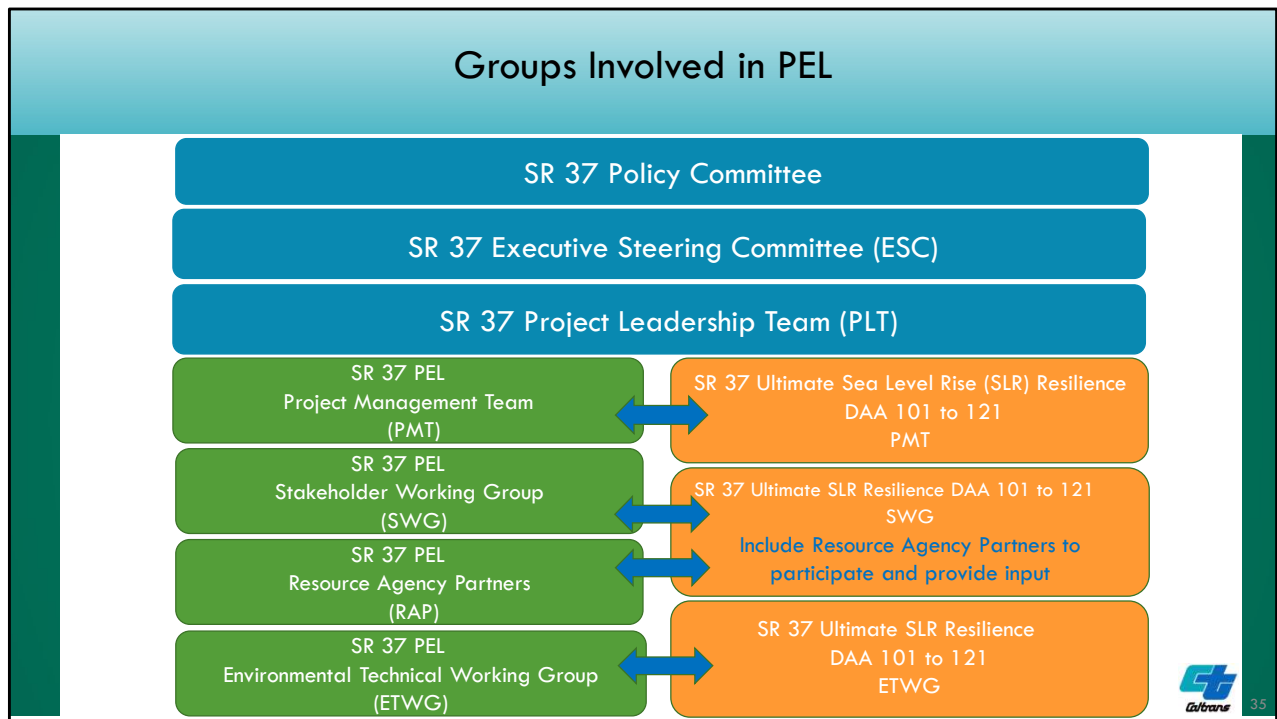 Groups Involved in PEL
SR 37 Policy Committee
SR 37 Executive Steering Committee (ESC)
SR 37 Project Leadership Team (PLT)
SR 37 PEL
Project Management Team
(PMT)
SR 37 Ultimate Sea Level Rise (SLR) Resilience
DAA 101 to 121
PMT
SR 37 PEL
Stakeholder Working Group
(SWG)
SR 37 Ultimate SLR Resilience DAA 101 to 121
SWG
Include Resource Agency Partners to
participate and provide input
SR 37 PEL
Resource Agency Partners
(RAP)
SR 37 PEL
Environmental Technical Working Group
(ETWG)
SR 37 Ultimate SLR Resilience
DAA 101 to 121
ETWG
Caltrans
35